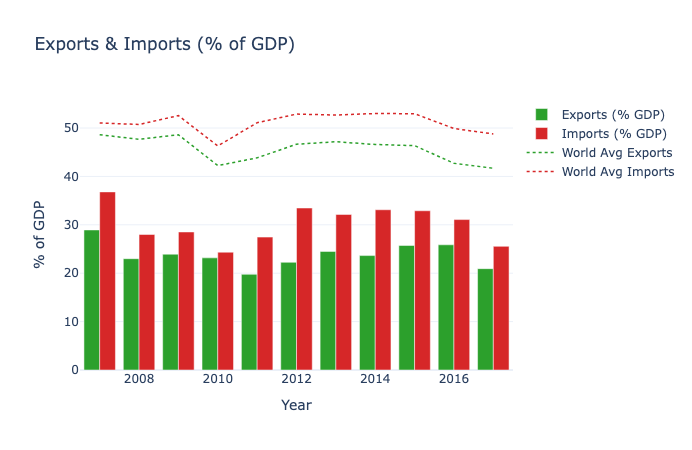 Exports & Imports (% of GDP)
Exports (% GDP)
Imports (% GDP)
World Avg Exports
World Avg Imports
% of GDP
50
40
30
20
10
0
2008
2010
2012
2014
2016
Year